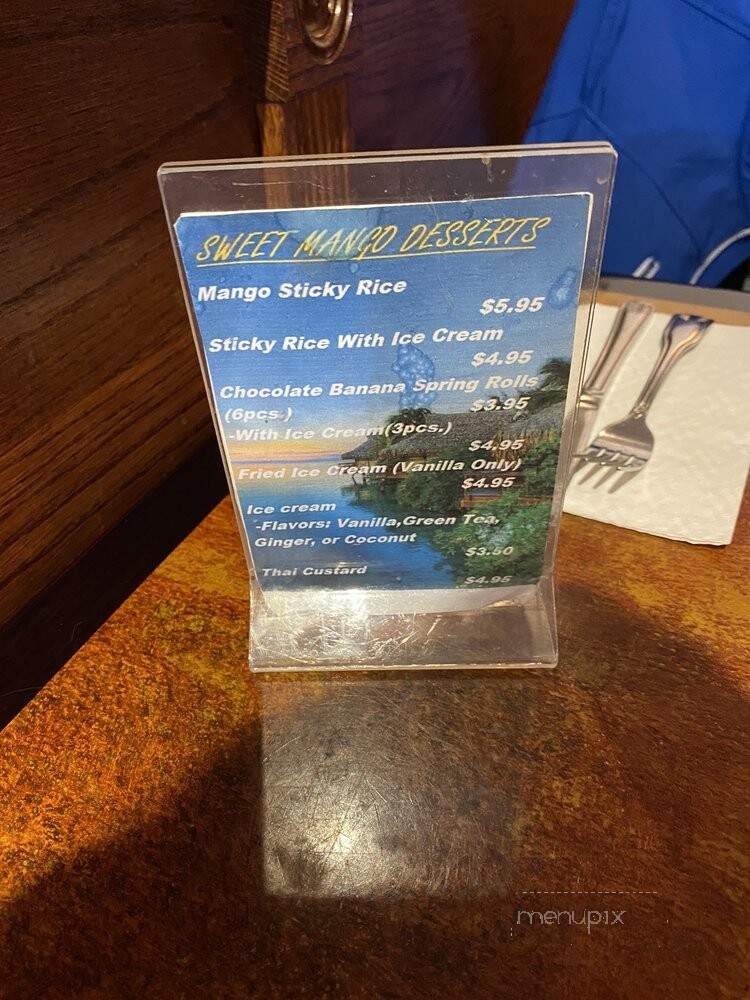 SWEET MANGO DESSERTS
Mango Sticky Rice
$5.95
Sticky Rice With Ice Cream
$4.95
Chocolate Banana Spring Rolls
(6pcs.) $3.95
-With Ice Cream(3pcs.)
$4.95
Fried Ice Cream (Vanilla Only)
$4.95
Ice cream
-Flavors: Vanilla,Green Tea,
Ginger, or Coconut
$3.50
Thai Custard
$4.95
menupix